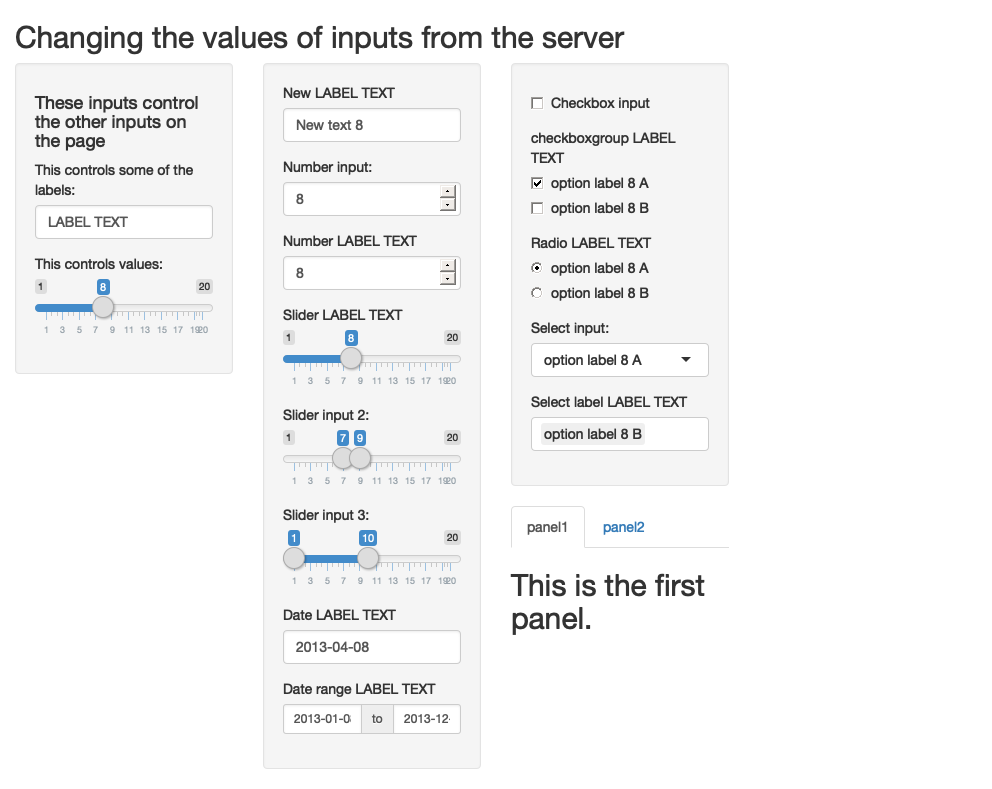 Changing the values of inputs from the server
These inputs control
the other inputs on
the page
This controls some of the
labels:
LABEL TEXT
This controls values:
1 8 20
1 3 5 7 9 11 13 15 17 19 20
New LABEL TEXT
New text 8
Number input:
8
Number LABEL TEXT
8
Slider LABEL TEXT
1 8 20
1 3 5 7 9 11 13 15 17 19 20
Slider input 2:
1 7 9 20
1 3 5 7 9 11 13 15 17 19 20
Slider input 3:
1 10 20
1 3 5 7 9 11 13 15 17 19 20
Date LABEL TEXT
2013-04-08
Date range LABEL TEXT
2013-01-0 to 2013-12-
Checkbox input
checkboxgroup LABEL
TEXT
option label 8 A
option label 8 B
Radio LABEL TEXT
option label 8 A
option label 8 B
Select input:
option label 8 A
Select label LABEL TEXT
option label 8 B
panel1 panel2
This is the first
panel.